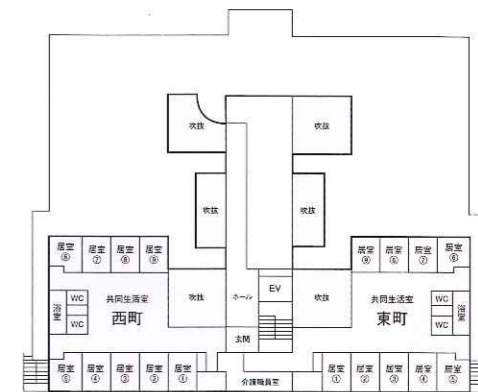 吹抜 吹抜
吹抜 吹抜
居室⑥ 居室⑦ 居室⑧ 居室⑨
居室⑨ 居室⑧ 居室⑦ 居室⑥
浴室 WC WC
共同生活室
西町
吹抜
ホール
EV
吹抜
共同生活室
東町
WC WC 浴室
玄関
居室⑤ 居室④ 居室③ 居室② 居室①
介護職員室
居室① 居室② 居室③ 居室④ 居室⑤